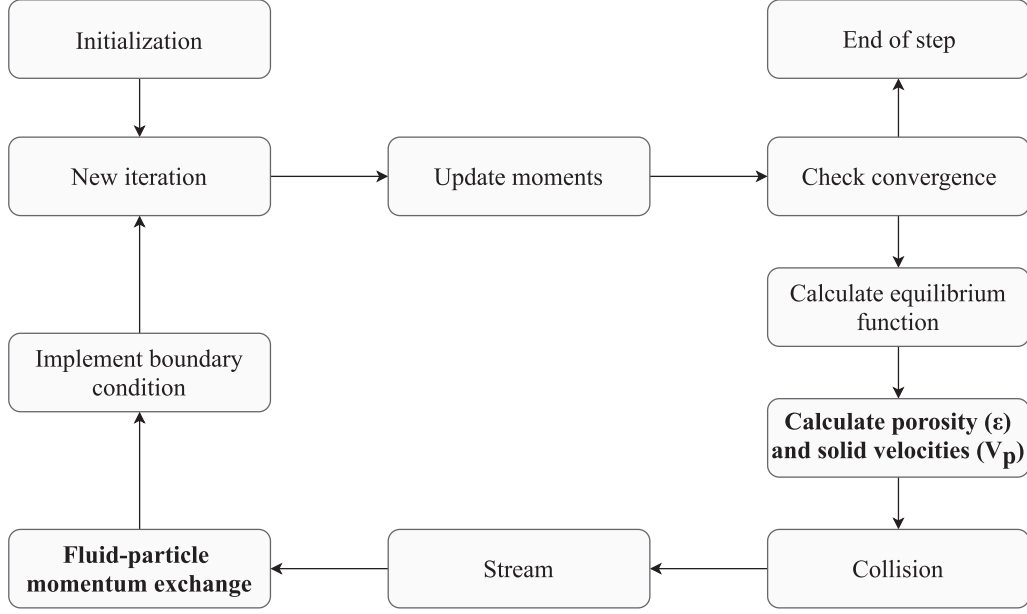 Initialization
End of step
New iteration
Update moments
Check convergence
Calculate equilibrium
function
Implement boundary
condition
Calculate porosity (ε)
and solid velocities (Vp)
Fluid-particle
momentum exchange
Stream
Collision